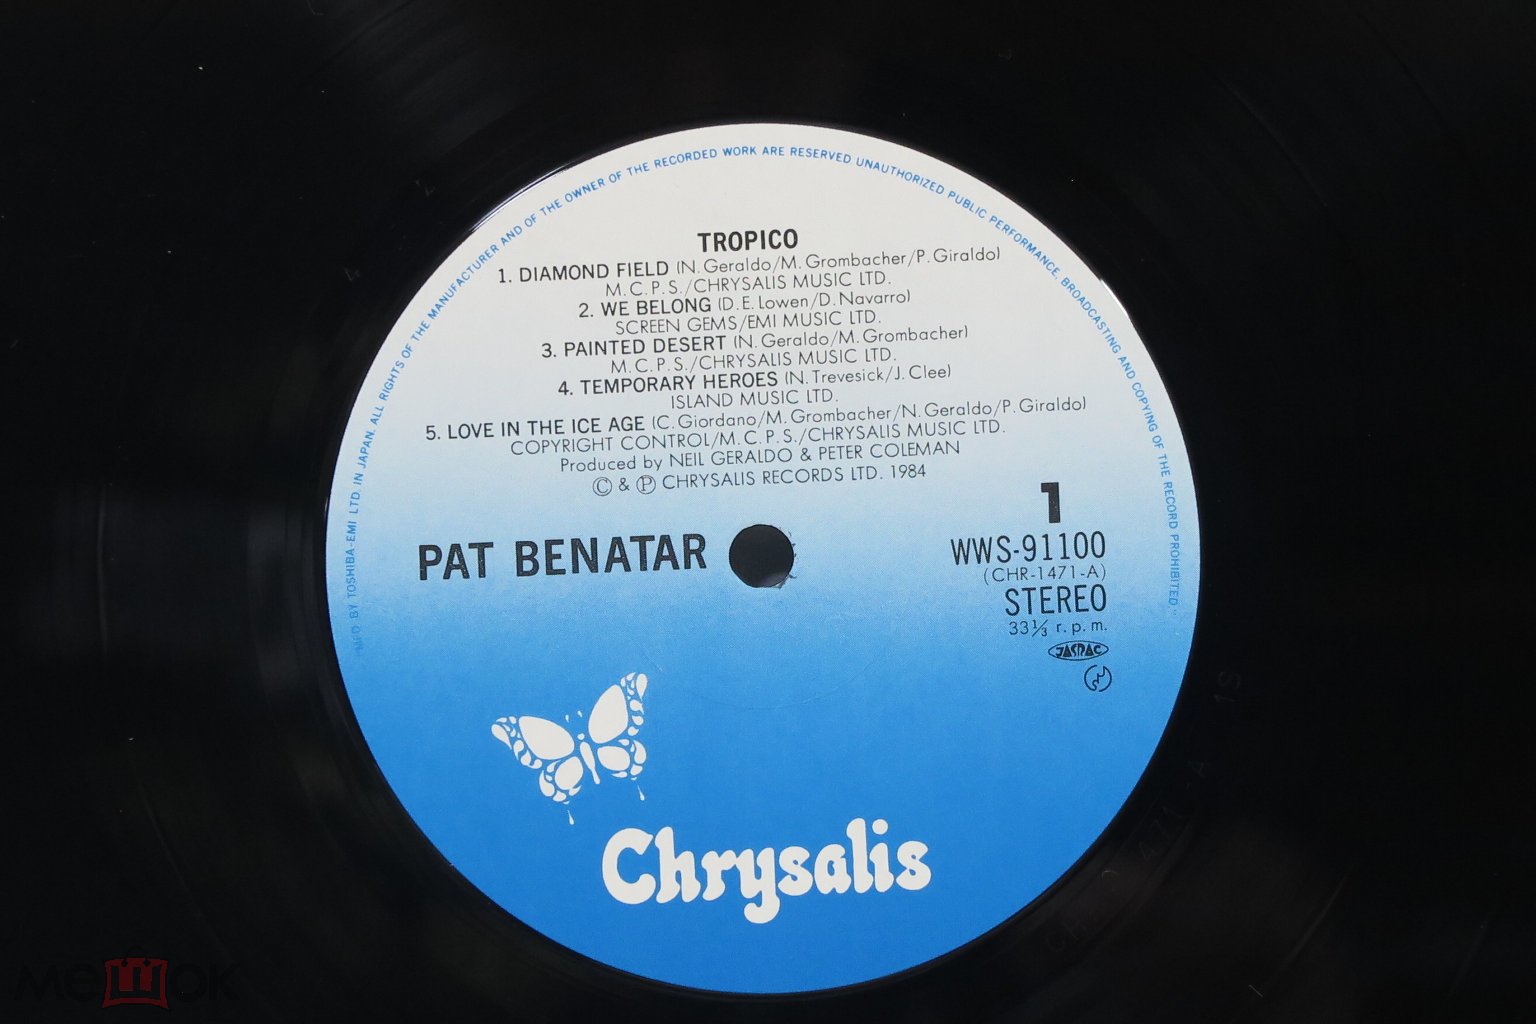 MFD BY TOSHIBA-EMI LTD. IN JAPAN. ALL RIGHTS OF THE MANUFACTURER AND OF THE OWNER OF THE RECORDED WORK ARE RESERVED UNAUTHORIZED PUBLIC PERFORMANCE, BROADCASTING AND COPYING OF THE RECORD PROHIBITED.
TROPICO
1. DIAMOND FIELD (N. Geraldo/M. Grombacher/P. Giraldo)
M.C.P.S./CHRYSALIS MUSIC LTD.
2. WE BELONG (D.E. Lowen/D. Navarro)
SCREEN GEMS/EMI MUSIC LTD.
3. PAINTED DESERT (N. Geraldo/M. Grombacher)
M.C.P.S./CHRYSALIS MUSIC LTD.
4. TEMPORARY HEROES (N. Trevesick/J. Clee)
ISLAND MUSIC LTD.
5. LOVE IN THE ICE AGE (C. Giordano/M. Grombacher/N. Geraldo/P. Giraldo)
COPYRIGHT CONTROL/M.C.P.S./CHRYSALIS MUSIC LTD.
Produced by NEIL GERALDO & PETER COLEMAN
© & ℗ CHRYSALIS RECORDS LTD. 1984
1
PAT BENATAR
WWS-91100
(CHR-1471-A)
STEREO
33⅓ r.p.m.
JASRAC
Chrysalis
мешок